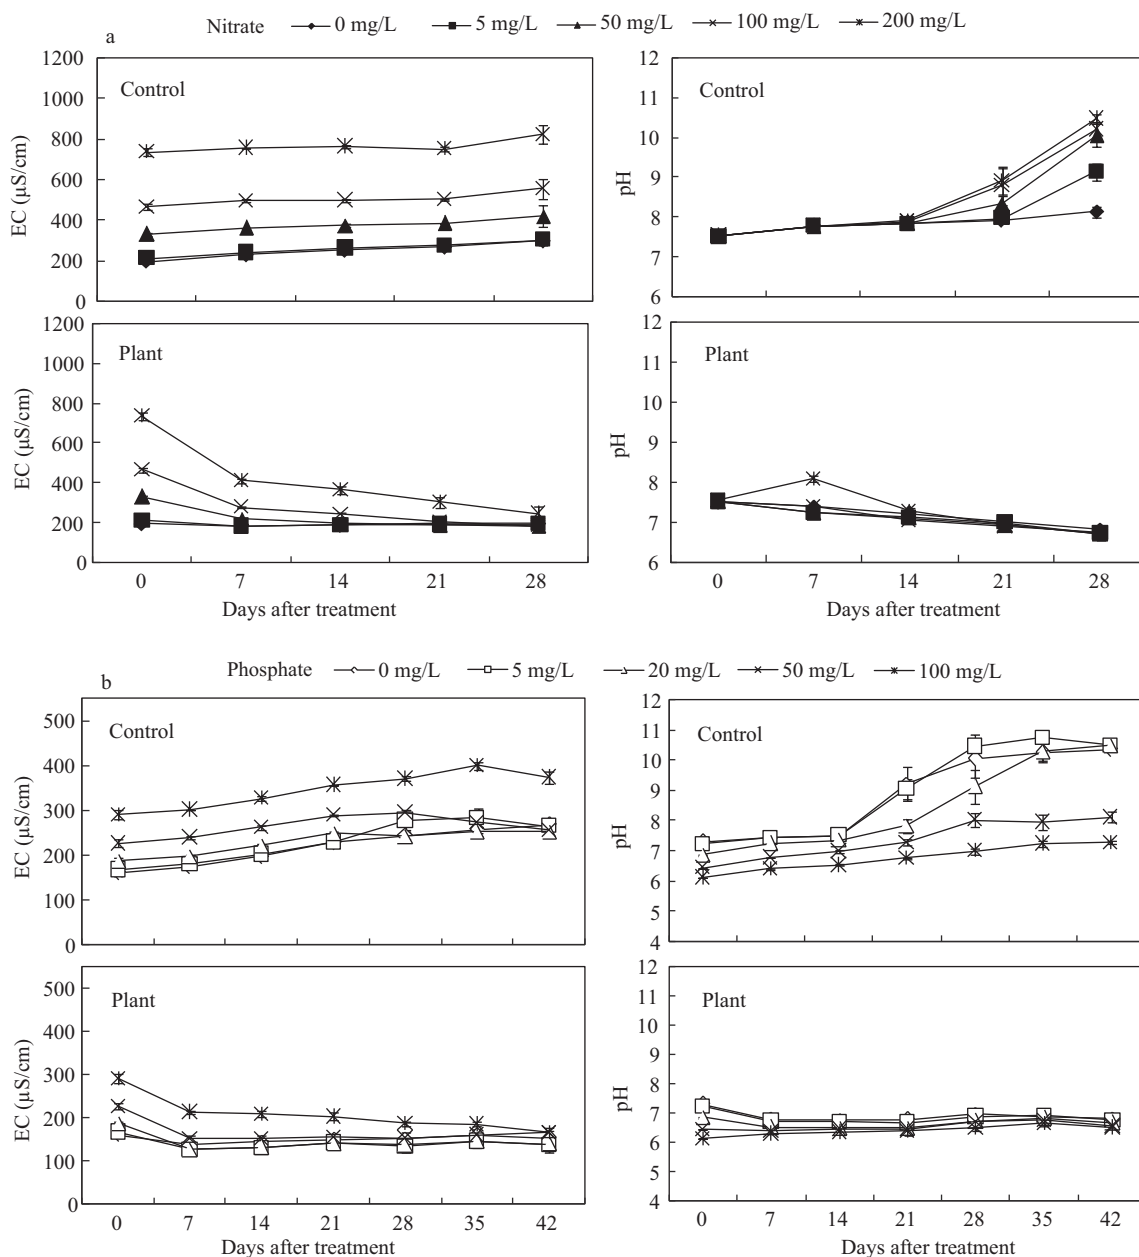 a
Nitrate 0 mg/L 5 mg/L 50 mg/L 100 mg/L 200 mg/L
1200
1000
800
600
400
200
0
EC (µS/cm)
Control
12
11
10
9
8
7
6
pH
Control
1200
1000
800
600
400
200
0
EC (µS/cm)
Plant
0 7 14 21 28
Days after treatment
12
11
10
9
8
7
6
pH
Plant
0 7 14 21 28
Days after treatment
b
Phosphate 0 mg/L 5 mg/L 20 mg/L 50 mg/L 100 mg/L
500
400
300
200
100
0
EC (µS/cm)
Control
12
11
10
9
8
7
6
5
4
pH
Control
500
400
300
200
100
0
EC (µS/cm)
Plant
0 7 14 21 28 35 42
Days after treatment
12
11
10
9
8
7
6
5
4
pH
Plant
0 7 14 21 28 35 42
Days after treatment